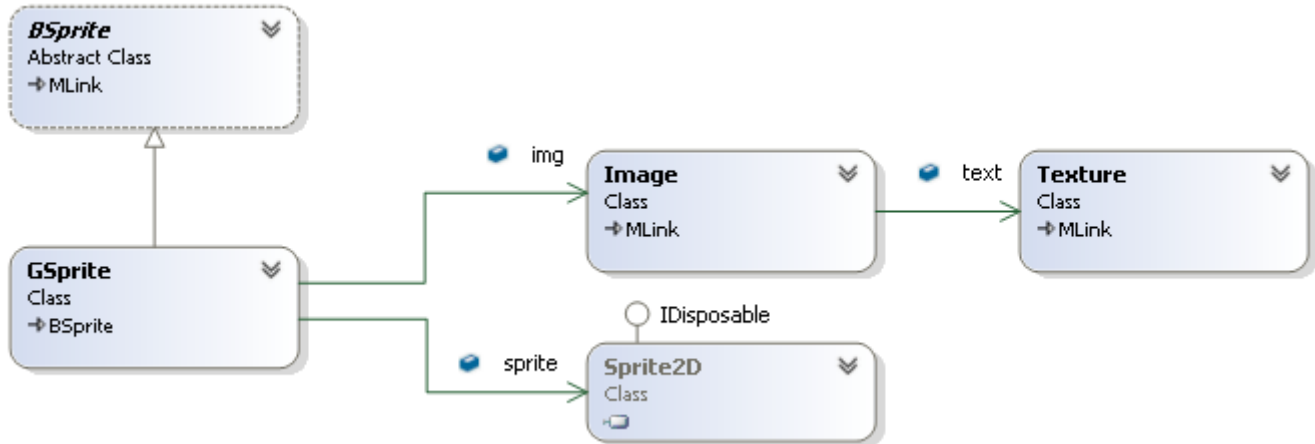 BSprite
Abstract Class
MLink
img
Image
Class
MLink
text
Texture
Class
MLink
GSprite
Class
BSprite
IDisposable
sprite
Sprite2D
Class